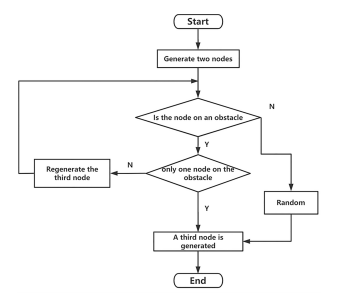 Start
Generate two nodes
Is the node on an obstacle
N
Y
only one node on the
obstacle
N
Regenerate the
third node
Random
Y
A third node is
generated
End